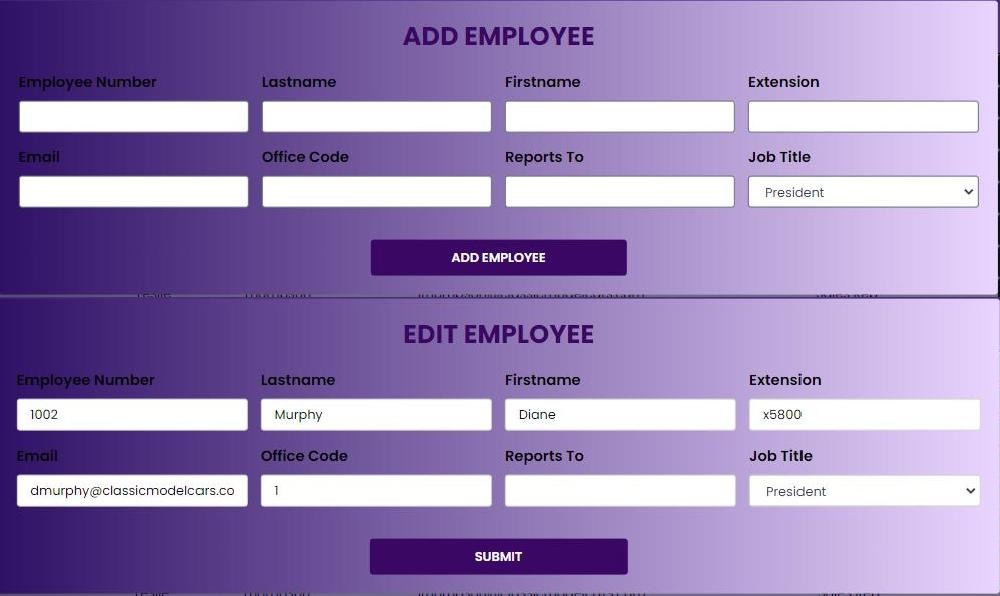 ADD EMPLOYEE
Employee Number Lastname Firstname Extension
Email Office Code Reports To Job Title
President
ADD EMPLOYEE
EDIT EMPLOYEE
Employee Number Lastname Firstname Extension
1002 Murphy Diane x5800
Email Office Code Reports To Job Title
dmurphy@classicmodelcars.co 1 President
SUBMIT